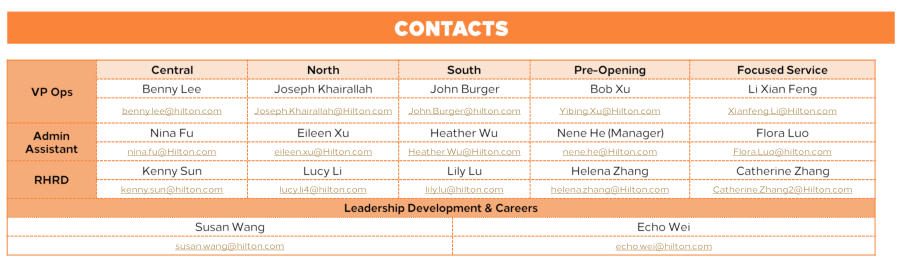 CONTACTS
Central North South Pre-Opening Focused Service
VP Ops Benny Lee Joseph Khairallah John Burger Bob Xu Li Xian Feng
benny.lee@hilton.com Joseph.Khairallah@Hilton.com John.Burger@Hilton.com Yibing.Xu@Hilton.com Xianfeng.Li@Hilton.com
Admin Assistant Nina Fu Eileen Xu Heather Wu Nene He (Manager) Flora Luo
nina.fu@Hilton.com eileen.xu@Hilton.com Heather.Wu@Hilton.com nene.he@Hilton.com Flora.Luo@hilton.com
RHRD Kenny Sun Lucy Li Lily Lu Helena Zhang Catherine Zhang
kenny.sun@hilton.com lucy.li4@hilton.com lily.lu@hilton.com helena.zhang@Hilton.com Catherine.Zhang2@Hilton.com
Leadership Development & Careers
Susan Wang Echo Wei
susan.wang@hilton.com echo.wei@hilton.com